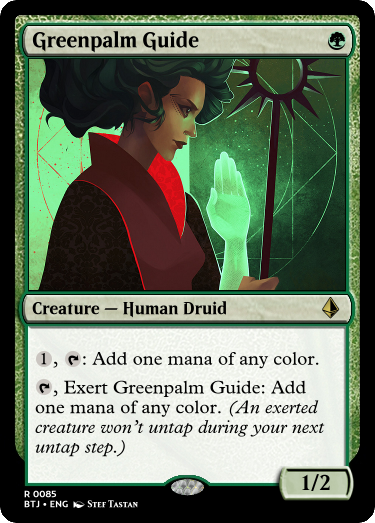 Greenpalm Guide
Creature — Human Druid
1, : Add one mana of any color.
, Exert Greenpalm Guide: Add
one mana of any color. (An exerted
creature won't untap during your next
untap step.)
1/2
R 0085
BTJ • ENG Stef Tastan